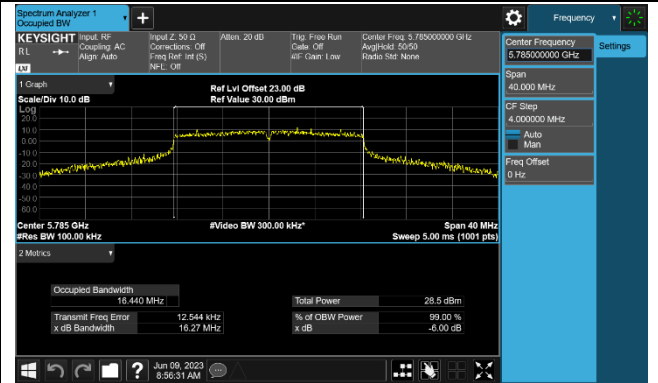 Spectrum Analyzer 1
Occupied BW
Frequency
KEYSIGHT
RL
LXI
Input: RF
Coupling: AC
Align: Auto
Input Z: 50 Ω
Corrections: Off
Freq Ref: Int (S)
NFE: Off
Atten: 20 dB
Trig: Free Run
Gate: Off
#IF Gain: Low
Center Freq: 5.785000000 GHz
Avg|Hold: 50/50
Radio Std: None
Center Frequency
5.785000000 GHz
Settings
Span
40.000 MHz
CF Step
4.000000 MHz
Auto
Man
Freq Offset
0 Hz
1 Graph
Scale/Div 10.0 dB
Ref Lvl Offset 23.00 dB
Ref Value 30.00 dBm
Log
20.0
10.0
0.00
-10.0
-20.0
-30.0
-40.0
-50.0
-60.0
Center 5.785 GHz
#Res BW 100.00 kHz
#Video BW 300.00 kHz*
Span 40 MHz
Sweep 5.00 ms (1001 pts)
2 Metrics
Occupied Bandwidth
16.440 MHz
Total Power 28.5 dBm
Transmit Freq Error 12.544 kHz
% of OBW Power 99.00 %
x dB Bandwidth 16.27 MHz
x dB -6.00 dB
?
Jun 09, 2023
8:56:31 AM